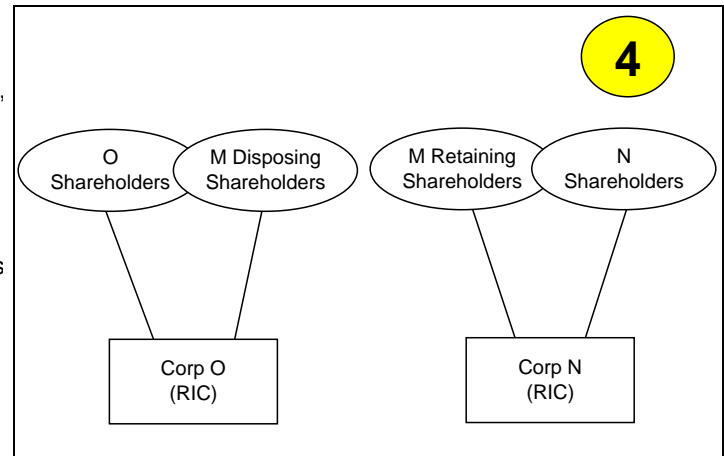 4
,
O
Shareholders
M Disposing
Shareholders
M Retaining
Shareholders
N
Shareholders
s
Corp O
(RIC)
Corp N
(RIC)